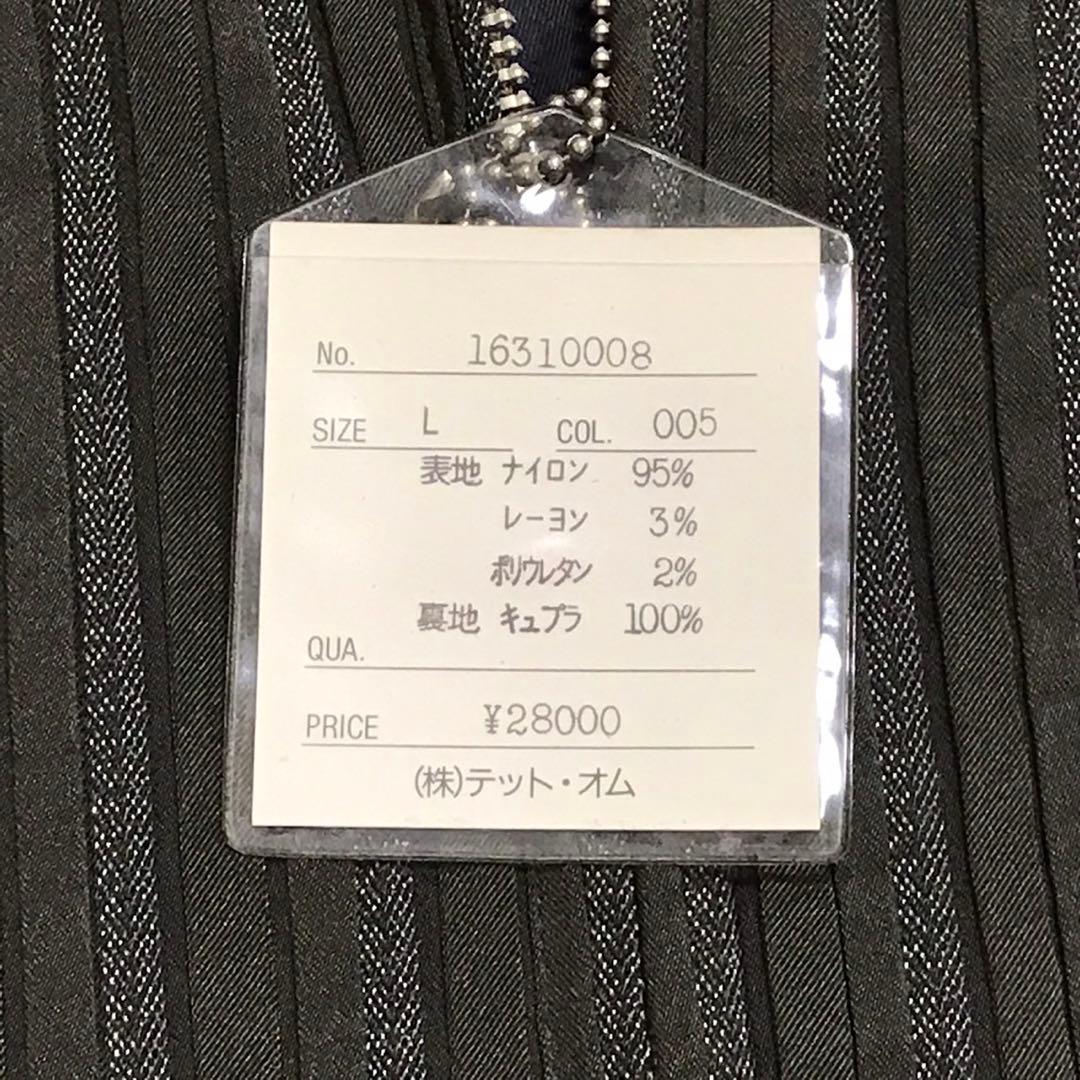 No. 16310008
SIZE L COL. 005
表地 ナイロン 95%
レーヨン 3%
ポリウレタン 2%
裏地 キュプラ 100%
QUA.
PRICE ¥28000
(株)テット・オム